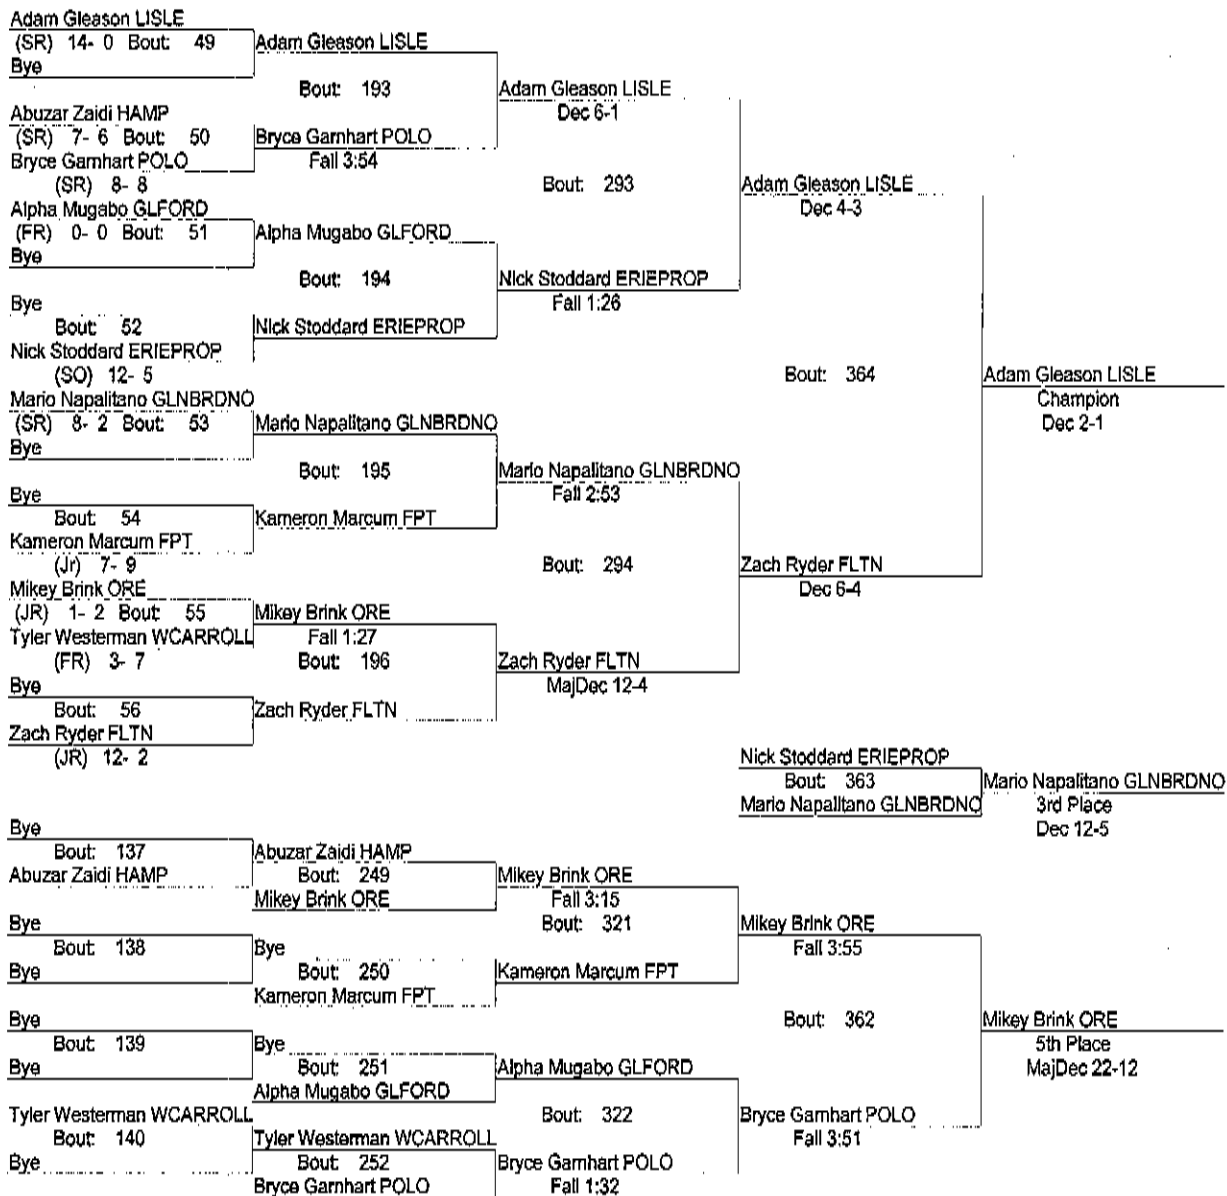 Adam Gleason LISLE
(SR) 14- 0 Bout: 49
Bye
Abuzar Zaidi HAMP
(SR) 7- 6 Bout: 50
Bryce Garnhart POLO
(SR) 8- 8
Alpha Mugabo GLFORD
(FR) 0- 0 Bout: 51
Bye
Bye
Bout: 52
Nick Stoddard ERIEPROP
(SO) 12- 5
Mario Napalitano GLNBRDNO
(SR) 8- 2 Bout: 53
Bye
Bye
Bout: 54
Kameron Marcum FPT
(Jr) 7- 9
Mikey Brink ORE
(JR) 1- 2 Bout: 55
Tyler Westerman WCARROLL
(FR) 3- 7
Bye
Bout: 56
Zach Ryder FLTN
(JR) 12- 2
Adam Gleason LISLE
Bout: 193
Bryce Garnhart POLO
Fall 3:54
Alpha Mugabo GLFORD
Bout: 194
Nick Stoddard ERIEPROP
Mario Napalitano GLNBRDNO
Bout: 195
Kameron Marcum FPT
Mikey Brink ORE
Fall 1:27
Bout: 196
Zach Ryder FLTN
Adam Gleason LISLE
Dec 6-1
Bout: 293
Nick Stoddard ERIEPROP
Fall 1:26
Mario Napalitano GLNBRDNO
Fall 2:53
Bout: 294
Zach Ryder FLTN
MajDec 12-4
Adam Gleason LISLE
Dec 4-3
Bout: 364
Zach Ryder FLTN
Dec 6-4
Adam Gleason LISLE
Champion
Dec 2-1
Nick Stoddard ERIEPROP
Bout: 363
Mario Napalitano GLNBRDNO
Mario Napalitano GLNBRDNO
3rd Place
Dec 12-5
Bye
Bout: 137
Abuzar Zaidi HAMP
Bye
Bout: 138
Bye
Bye
Bout: 139
Bye
Tyler Westerman WCARROLL
Bout: 140
Bye
Abuzar Zaidi HAMP
Bout: 249
Mikey Brink ORE
Bye
Bout: 250
Kameron Marcum FPT
Bye
Bout: 251
Alpha Mugabo GLFORD
Tyler Westerman WCARROLL
Bout: 252
Bryce Garnhart POLO
Mikey Brink ORE
Fall 3:15
Bout: 321
Kameron Marcum FPT
Alpha Mugabo GLFORD
Bout: 322
Bryce Garnhart POLO
Fall 1:32
Mikey Brink ORE
Fall 3:55
Bout: 362
Bryce Garnhart POLO
Fall 3:51
Mikey Brink ORE
5th Place
MajDec 22-12